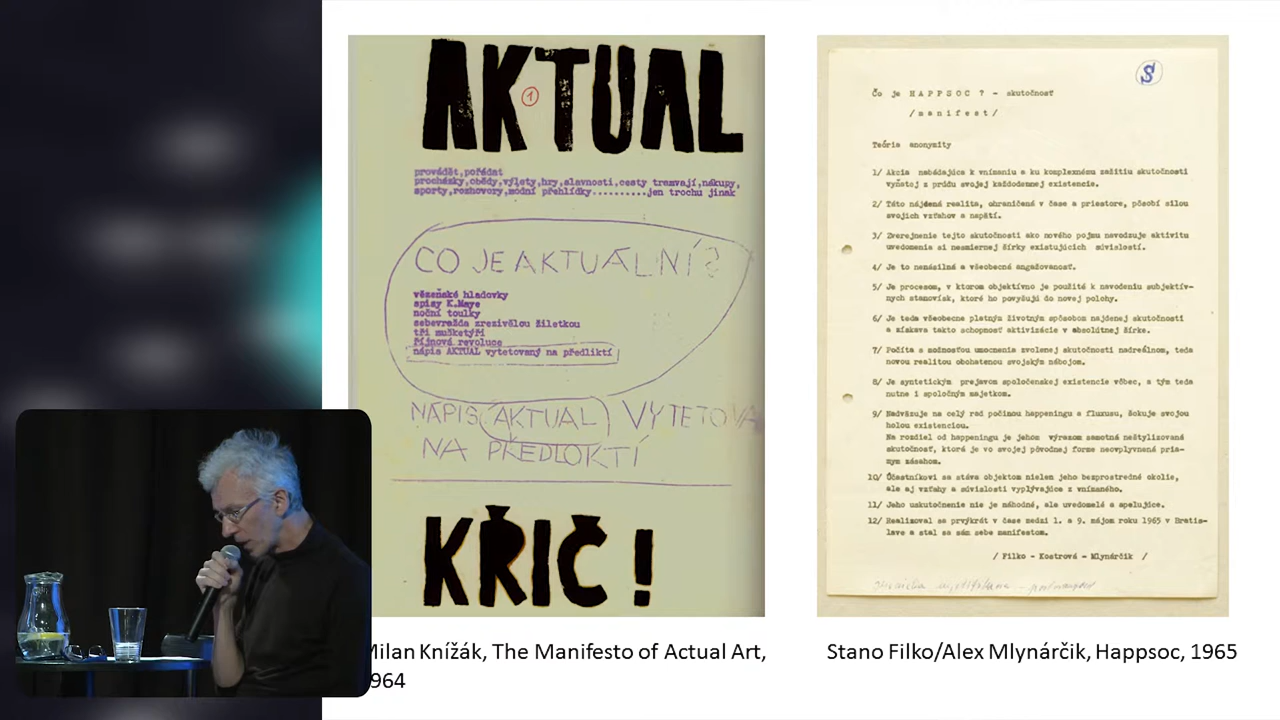 AKTUAL
1
provádět,pořádat
procházky,obědy,výlety,hry,slavnosti,cesty tramvají,nákupy,
sporty,rozhovory,módní přehlídky..........jen trochu jinak
CO JE AKTUÁLNÍ?
vězeňské hladovky
spisy K.Maye
noční toulky
sebevražda zrezivělou žiletkou
tři mušketýři
říjnová revoluce
nápis AKTUAL vytetovaný na předloktí
NÁPIS AKTUAL VYTETOVA
NA PŘEDLOKTÍ
KŘIČ!
S
Čo je HAPPSOC ? - skutočnosť
/manifest/
Teória anonymity
1/ Akcia nabádajúca k vnímaniu a ku komplexnému zažitiu skutočnosti
vyňatej z prúdu svojej každodennej existencie.
2/ Táto nájdená realita, ohraničená v čase a priestore, pôsobí silou
svojich vzťahov a napätí.
3/ Zverejnenie tejto skutočnosti ako nového pojmu navodzuje aktivitu
uvedomenia si nesmiernej šírky existujúcich súvislostí.
4/ Je to nenásilná a všeobecná angažovanosť.
5/ Je procesom, v ktorom objektívno je použité k navodeniu subjektív-
nych stanovísk, ktoré ho povyšujú do novej polohy.
6/ Je teda všeobecne platným životným spôsobom najdenej skutočnosti
a získava takto schopnosť aktivizácie v absolútnej šírke.
7/ Počíta s možnosťou umocnenia zvolenej skutočnosti nadreálnom, teda
novou realitou obohatenou svojským nábojom.
8/ Je syntetickým prejavom spoločenskej existencie vôbec, a tým teda
nutne i spoločným majetkom.
9/ Nadväzuje na celý rad počinou happeningu a fluxusu, šokuje svojou
holou existenciou.
Na rozdiel od happeningu je jehom výrazom samotná neštylizovaná
skutočnosť, ktorá je vo svojej pôvodnej forme neovplyvnená pria-
mym zásahom.
10/ Účastníkovi sa stáva objektom nielen jeho bezprostredné okolie,
ale aj vzťahy a súvislosti vyplývajúce z vnímaného.
11/ Jeho uskutočnenie nie je náhodné, ale uvedomelé a apelujúce.
12/ Realizoval sa prvýkrát v čase medzi 1. a 9. májom roku 1965 v Bratis-
lave a stal sa sám sebe manifestom.
/ Filko - Kostrová - Mlynárčik /
Milan Knížák, The Manifesto of Actual Art,
964
Stano Filko/Alex Mlynárčik, Happsoc, 1965